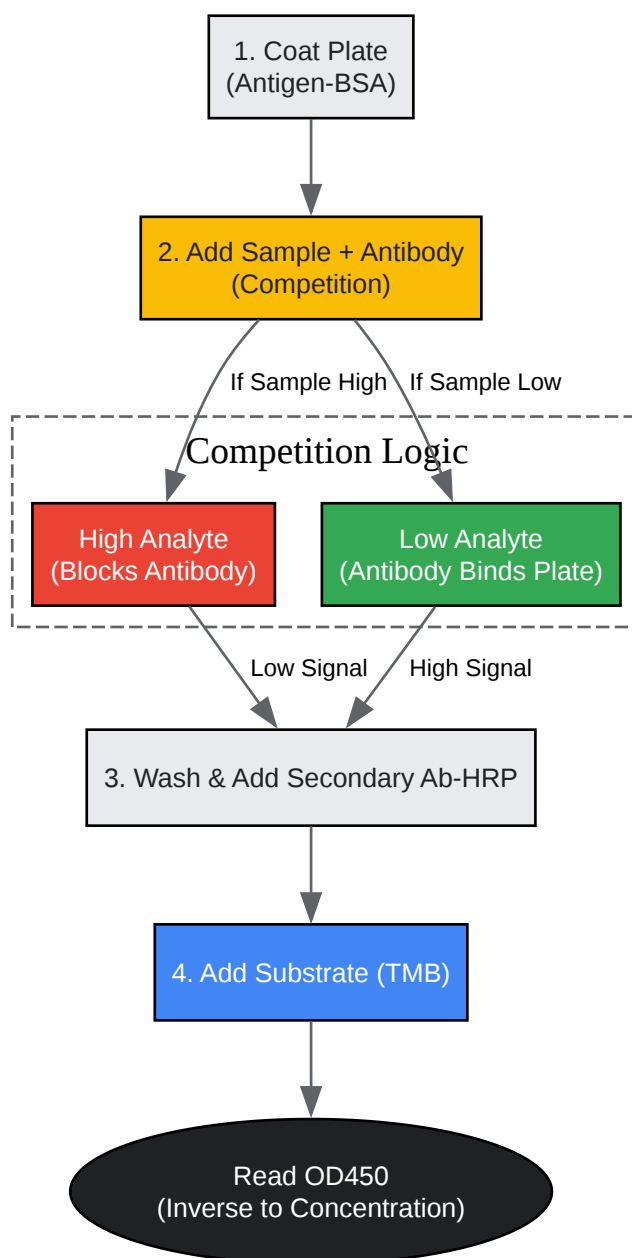 1. Coat Plate
(Antigen-BSA)
2. Add Sample + Antibody
(Competition)
If Sample High
If Sample Low
Competition Logic
High Analyte
(Blocks Antibody)
Low Analyte
(Antibody Binds Plate)
Low Signal
High Signal
3. Wash & Add Secondary Ab-HRP
4. Add Substrate (TMB)
Read OD450
(Inverse to Concentration)